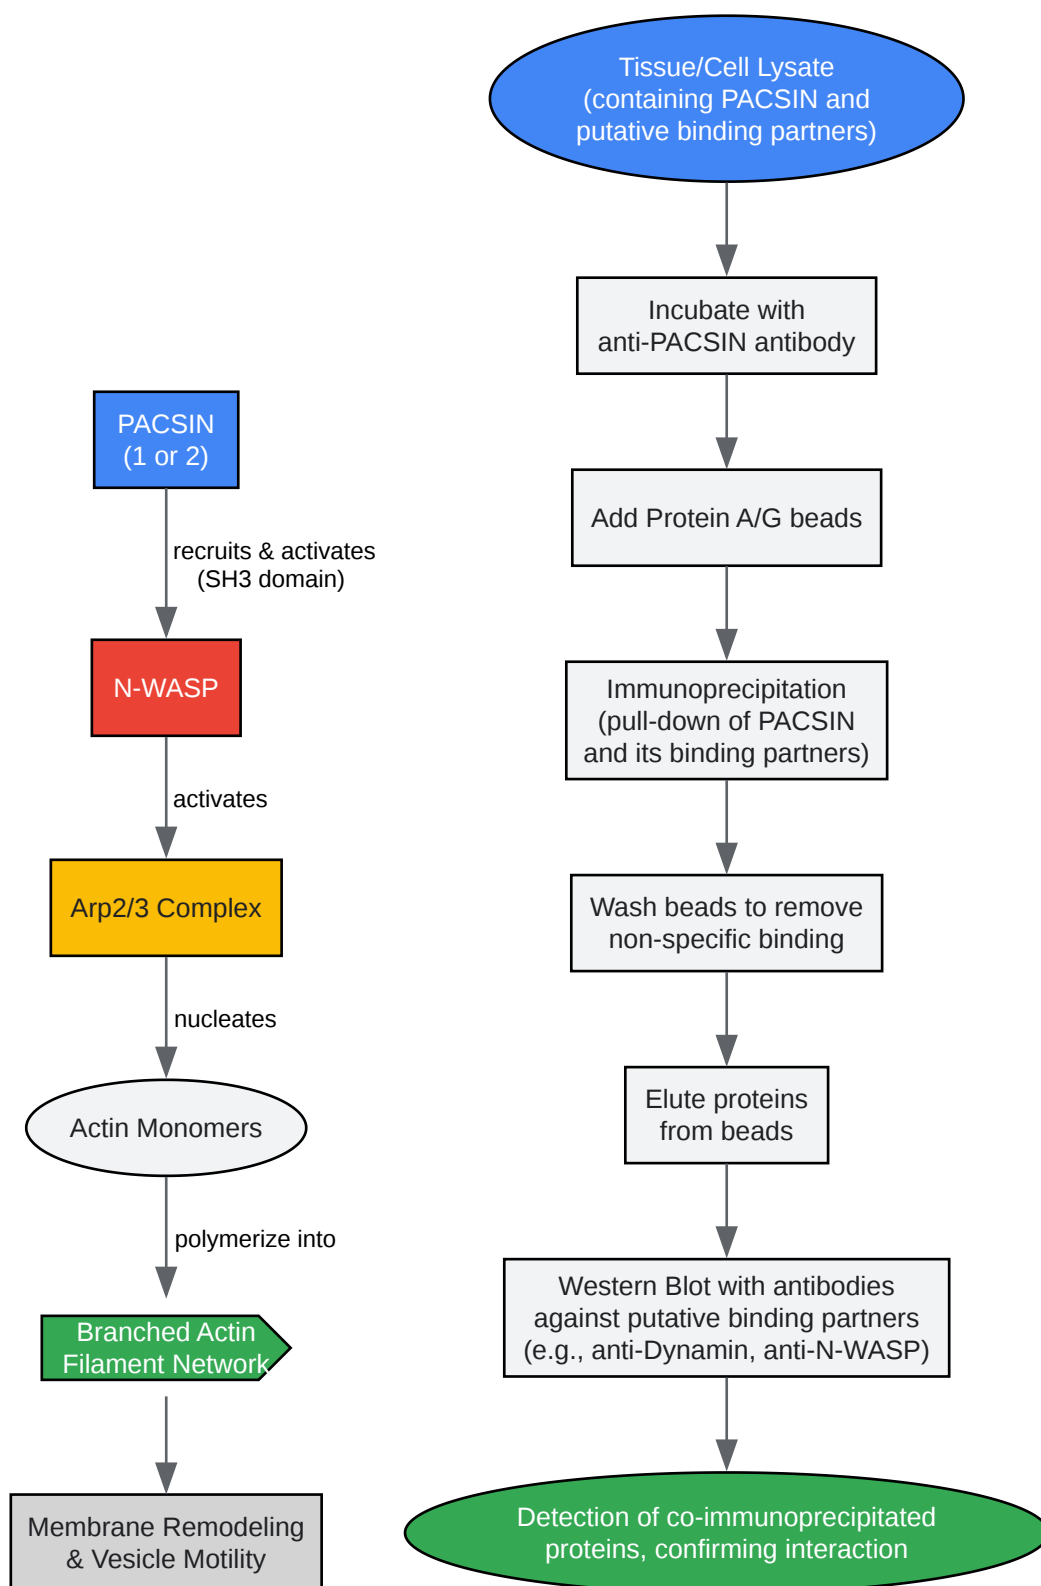 PACSIN
(1 or 2)
recruits & activates
(SH3 domain)
N-WASP
activates
Arp2/3 Complex
nucleates
Actin Monomers
polymerize into
Branched Actin
Filament Network
Membrane Remodeling
& Vesicle Motility
Tissue/Cell Lysate
(containing PACSIN and
putative binding partners)
Incubate with
anti-PACSIN antibody
Add Protein A/G beads
Immunoprecipitation
(pull-down of PACSIN
and its binding partners)
Wash beads to remove
non-specific binding
Elute proteins
from beads
Western Blot with antibodies
against putative binding partners
(e.g., anti-Dynamin, anti-N-WASP)
Detection of co-immunoprecipitated
proteins, confirming interaction